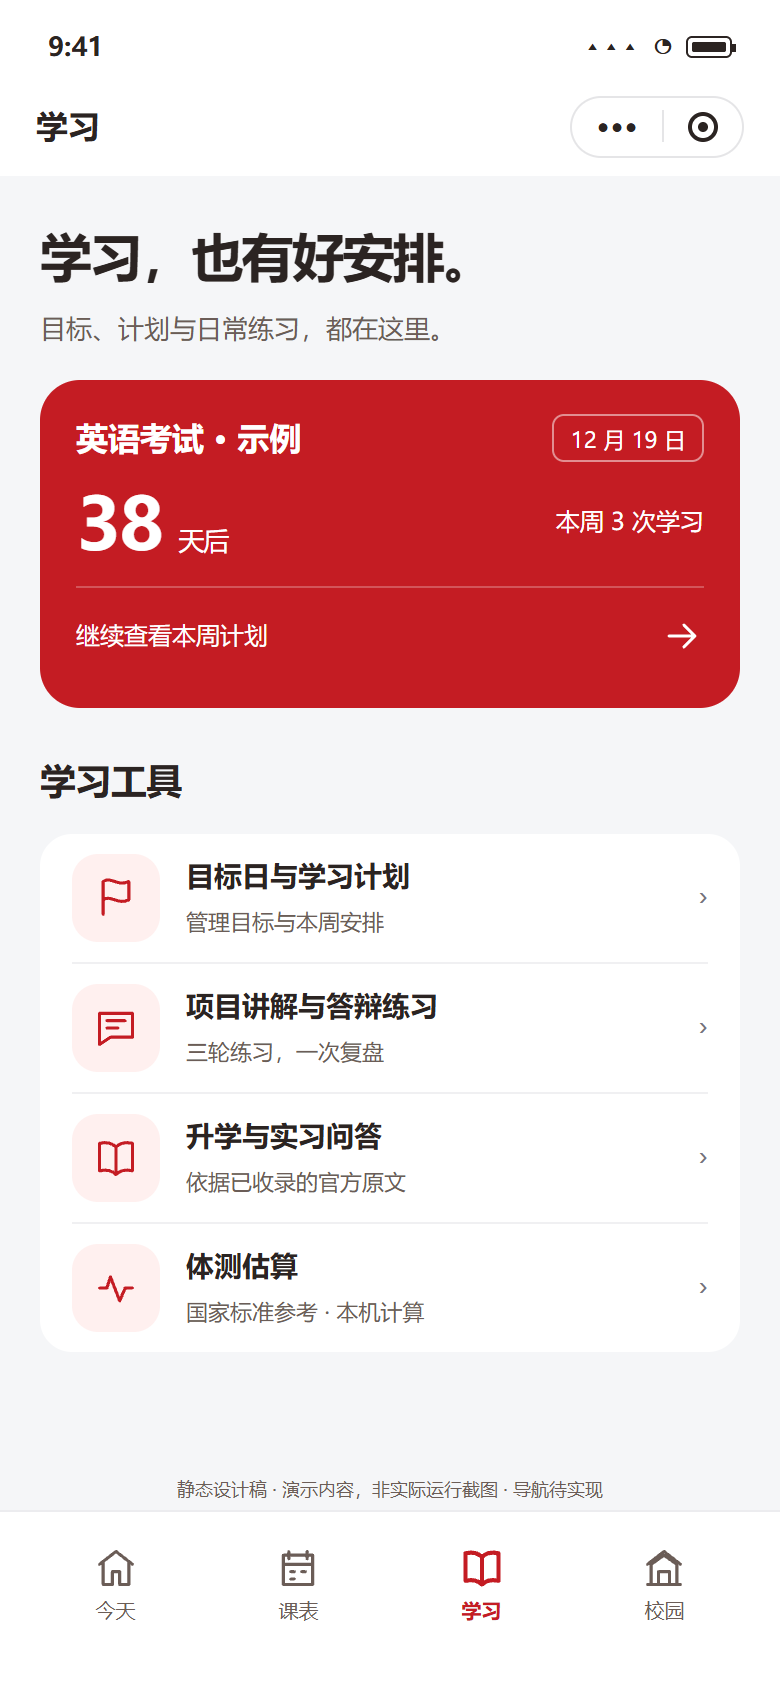 9:41
学习
学习，也有好安排。
目标、计划与日常练习，都在这里。
英语考试・示例
12 月 19 日
38 天后
本周 3 次学习
继续查看本周计划
学习工具
目标日与学习计划
管理目标与本周安排
项目讲解与答辩练习
三轮练习，一次复盘
升学与实习问答
依据已收录的官方原文
体测估算
国家标准参考 · 本机计算
静态设计稿 · 演示内容，非实际运行截图 · 导航待实现
今天
课表
学习
校园